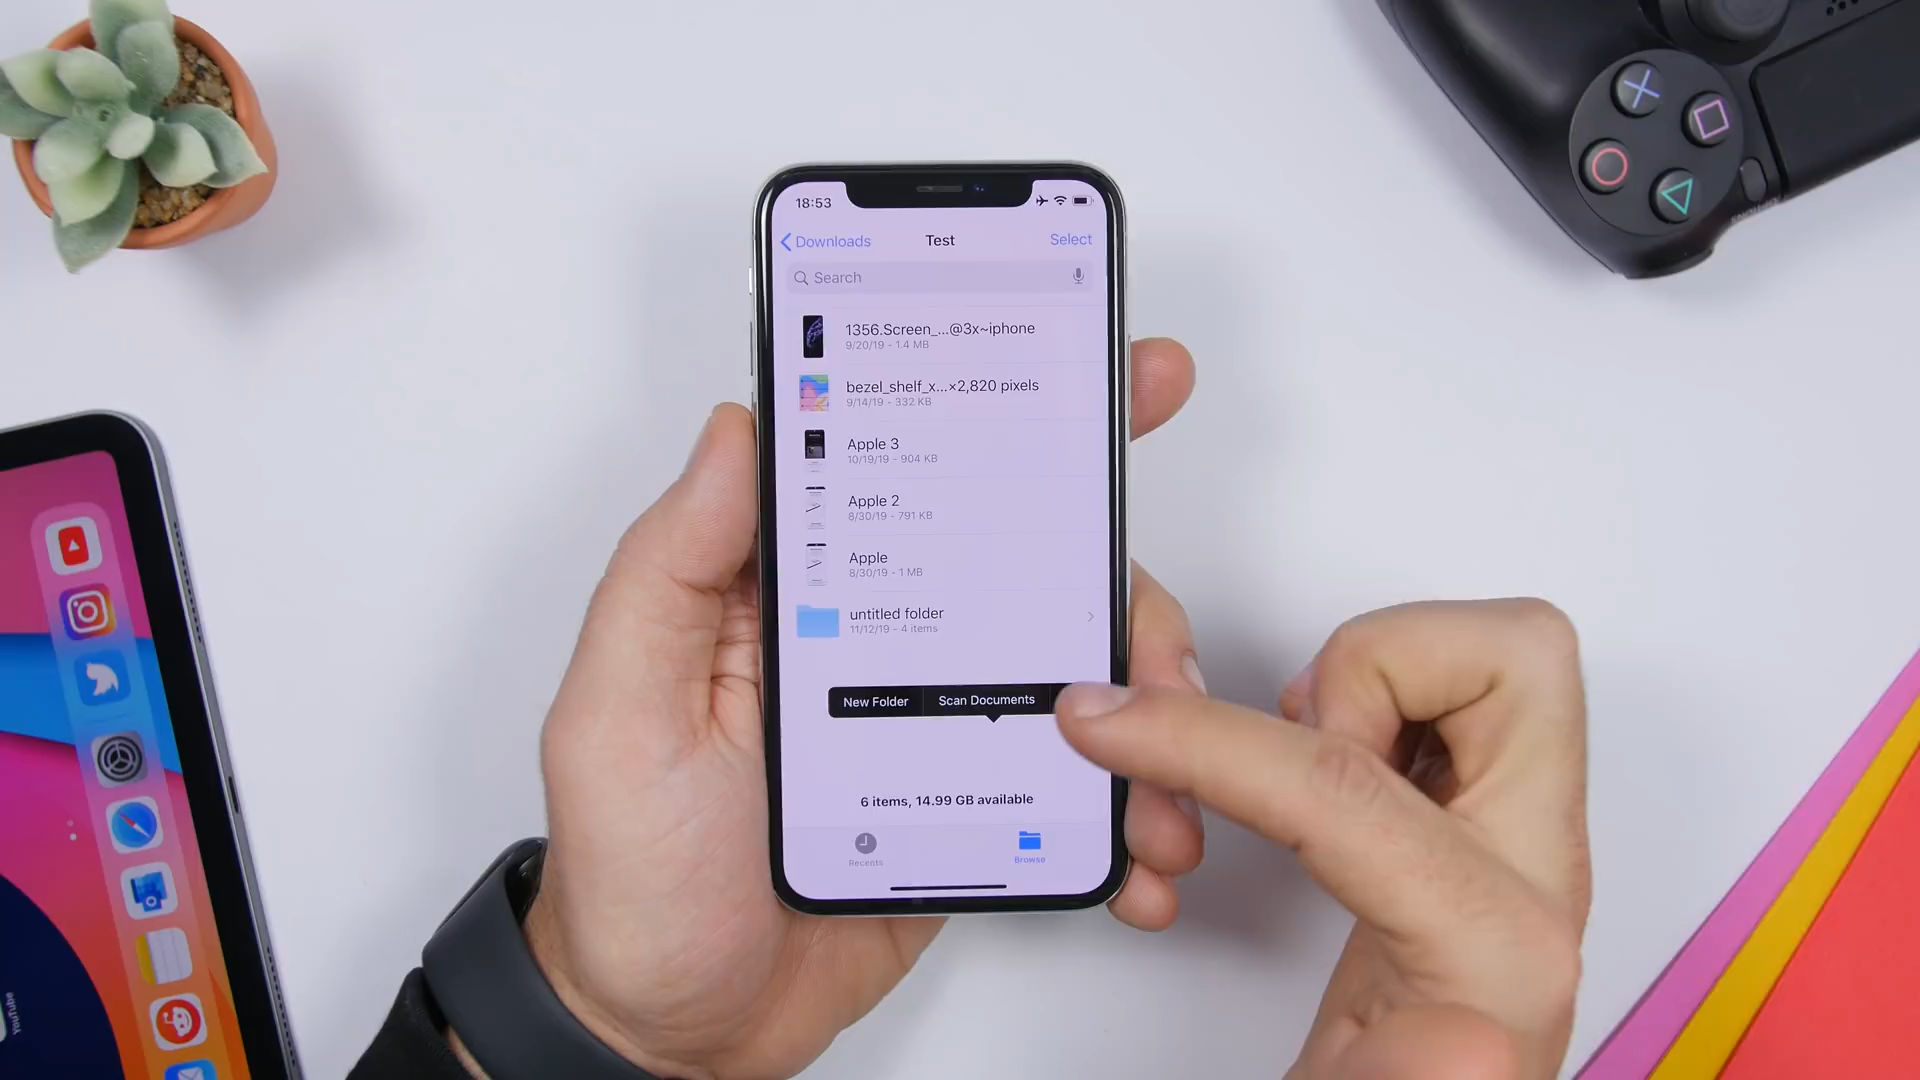 18:53
Downloads
Test
Select
Search
1356.Screen_...@3x~iphone
9/20/19 - 1.4 MB
bezel_shelf_x...×2,820 pixels
9/14/19 - 332 KB
Apple 3
10/19/19 - 904 KB
Apple 2
8/30/19 - 791 KB
Apple
8/30/19 - 1 MB
untitled folder
11/12/19 - 4 items
New Folder
Scan Documents
6 items, 14.99 GB available
Recents
Browse
YouTube
OPTIONS